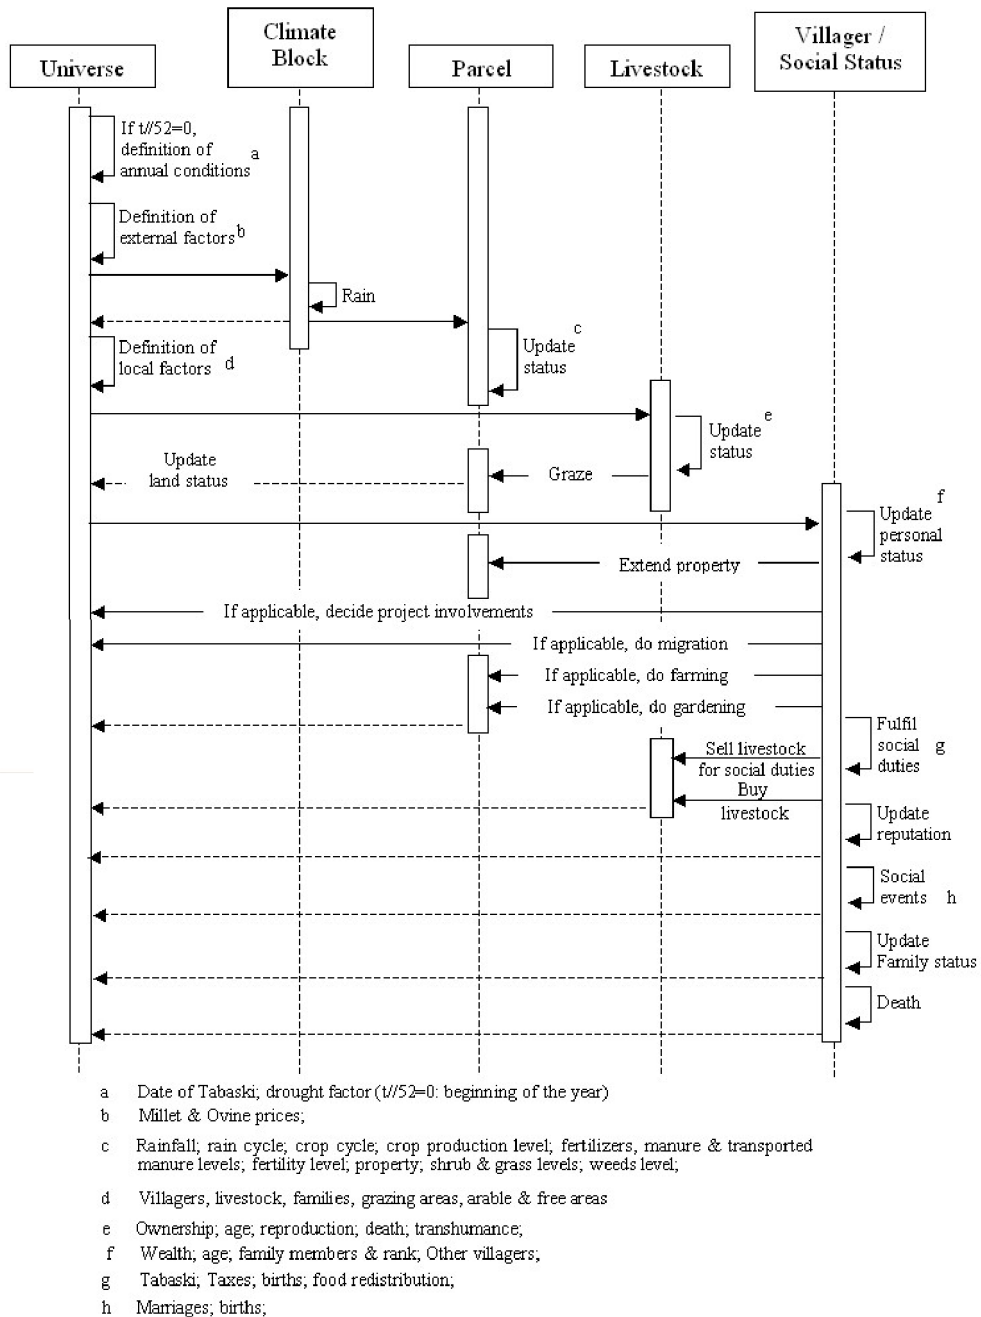 Universe
Climate
Block
Parcel
Livestock
Villager /
Social Status
If t//52=0,
definition of
annual conditions a
Definition of
external factors b
Rain
Definition of
local factors d
Update c
status
Update e
status
Update
land status
Graze
Update f
personal
status
Extend property
If applicable, decide project involvements
If applicable, do migration
If applicable, do farming
If applicable, do gardening
Fulfil
social g
duties
Sell livestock
for social duties
Buy
livestock
Update
reputation
Social
events h
Update
Family status
Death
a Date of Tabaski; drought factor (t//52=0: beginning of the year)
b Millet & Ovine prices;
c Rainfall; rain cycle; crop cycle; crop production level; fertilizers, manure & transported
manure levels; fertility level; property; shrub & grass levels; weeds level;
d Villagers, livestock, families, grazing areas, arable & free areas
e Ownership; age; reproduction; death; transhumance;
f Wealth; age; family members & rank; Other villagers;
g Tabaski; Taxes; births; food redistribution;
h Marriages; births;